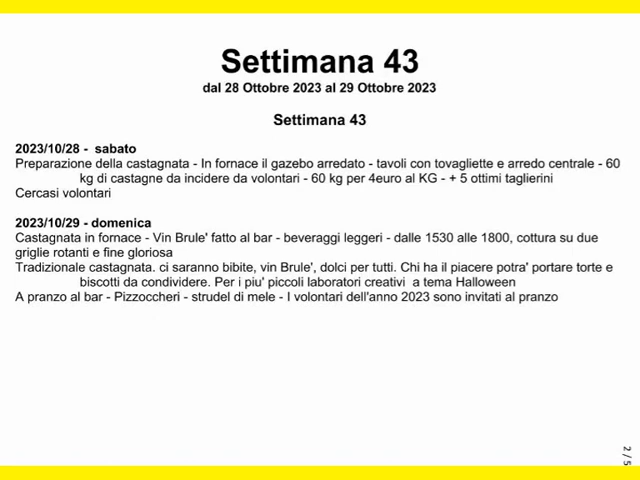 Settimana 43
dal 28 Ottobre 2023 al 29 Ottobre 2023
Settimana 43
2023/10/28 - sabato
Preparazione della castagnata - In fornace il gazebo arredato - tavoli con tovagliette e arredo centrale - 60
kg di castagne da incidere da volontari - 60 kg per 4euro al KG - + 5 ottimi taglierini
Cercasi volontari
2023/10/29 - domenica
Castagnata in fornace - Vin Brule' fatto al bar - beveraggi leggeri - dalle 1530 alle 1800, cottura su due
griglie rotanti e fine gloriosa
Tradizionale castagnata. ci saranno bibite, vin Brule', dolci per tutti. Chi ha il piacere potra' portare torte e
biscotti da condividere. Per i piu' piccoli laboratori creativi a tema Halloween
A pranzo al bar - Pizzoccheri - strudel di mele - I volontari dell'anno 2023 sono invitati al pranzo
2 / 5